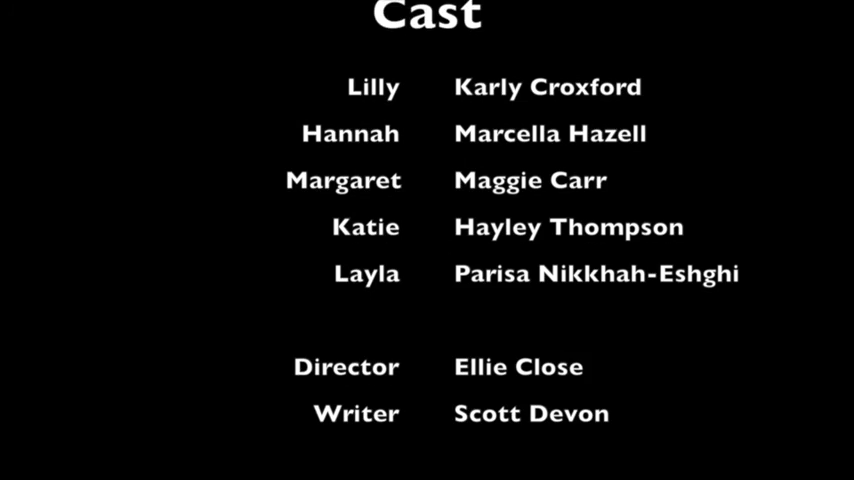 Cast
Lilly Karly Croxford
Hannah Marcella Hazell
Margaret Maggie Carr
Katie Hayley Thompson
Layla Parisa Nikkhah-Eshghi
Director Ellie Close
Writer Scott Devon